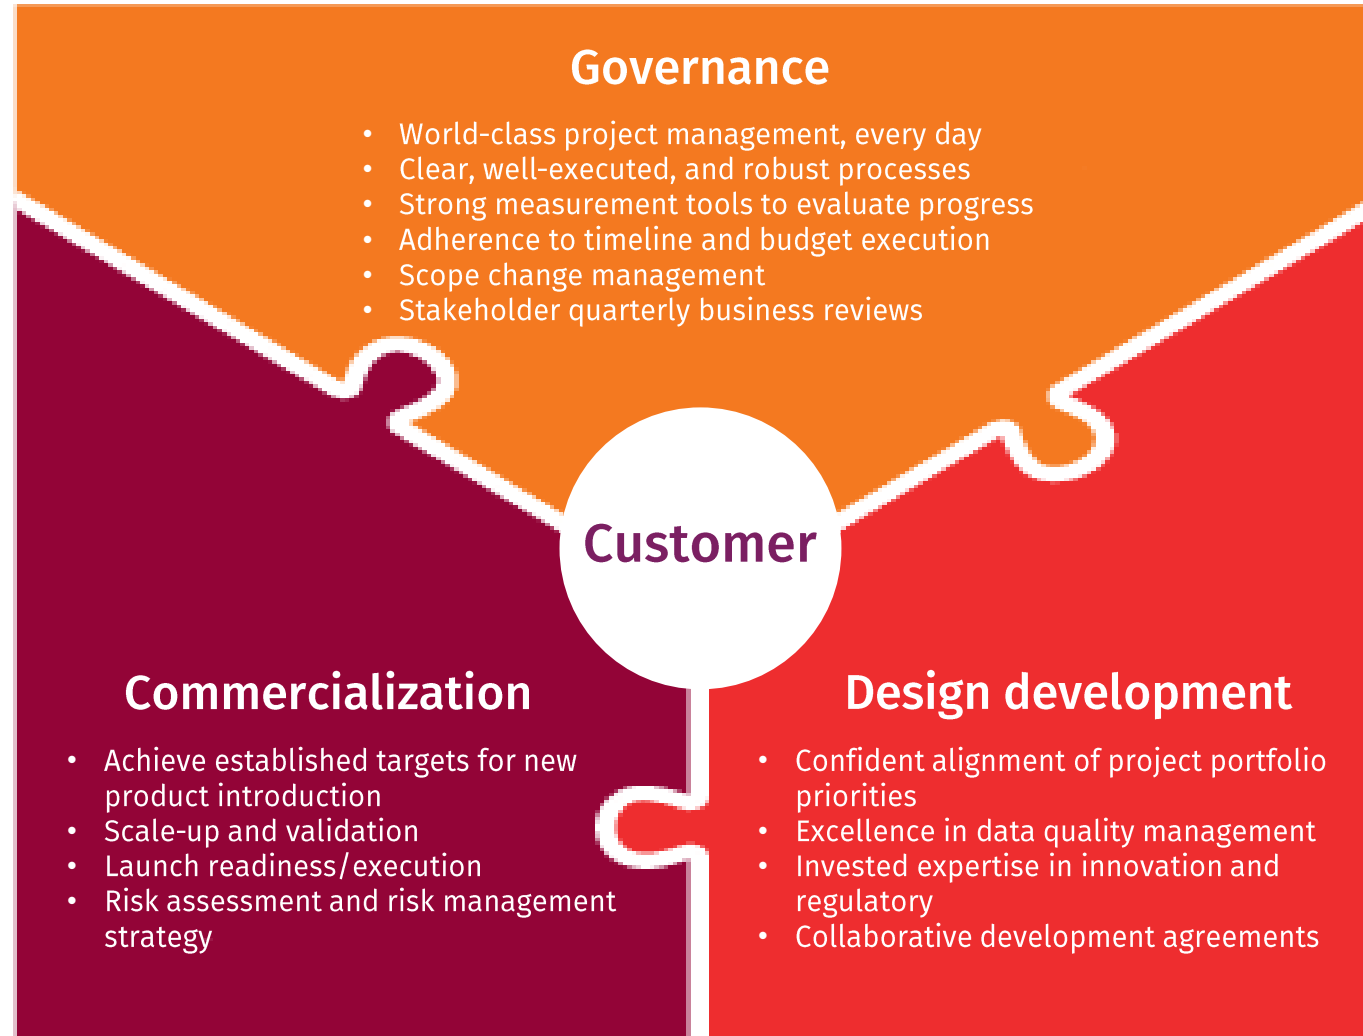 Governance
• World-class project management, every day
• Clear, well-executed, and robust processes
• Strong measurement tools to evaluate progress
• Adherence to timeline and budget execution
• Scope change management
• Stakeholder quarterly business reviews
Customer
Commercialization
• Achieve established targets for new
product introduction
• Scale-up and validation
• Launch readiness/execution
• Risk assessment and risk management
strategy
Design development
• Confident alignment of project portfolio
priorities
• Excellence in data quality management
• Invested expertise in innovation and
regulatory
• Collaborative development agreements